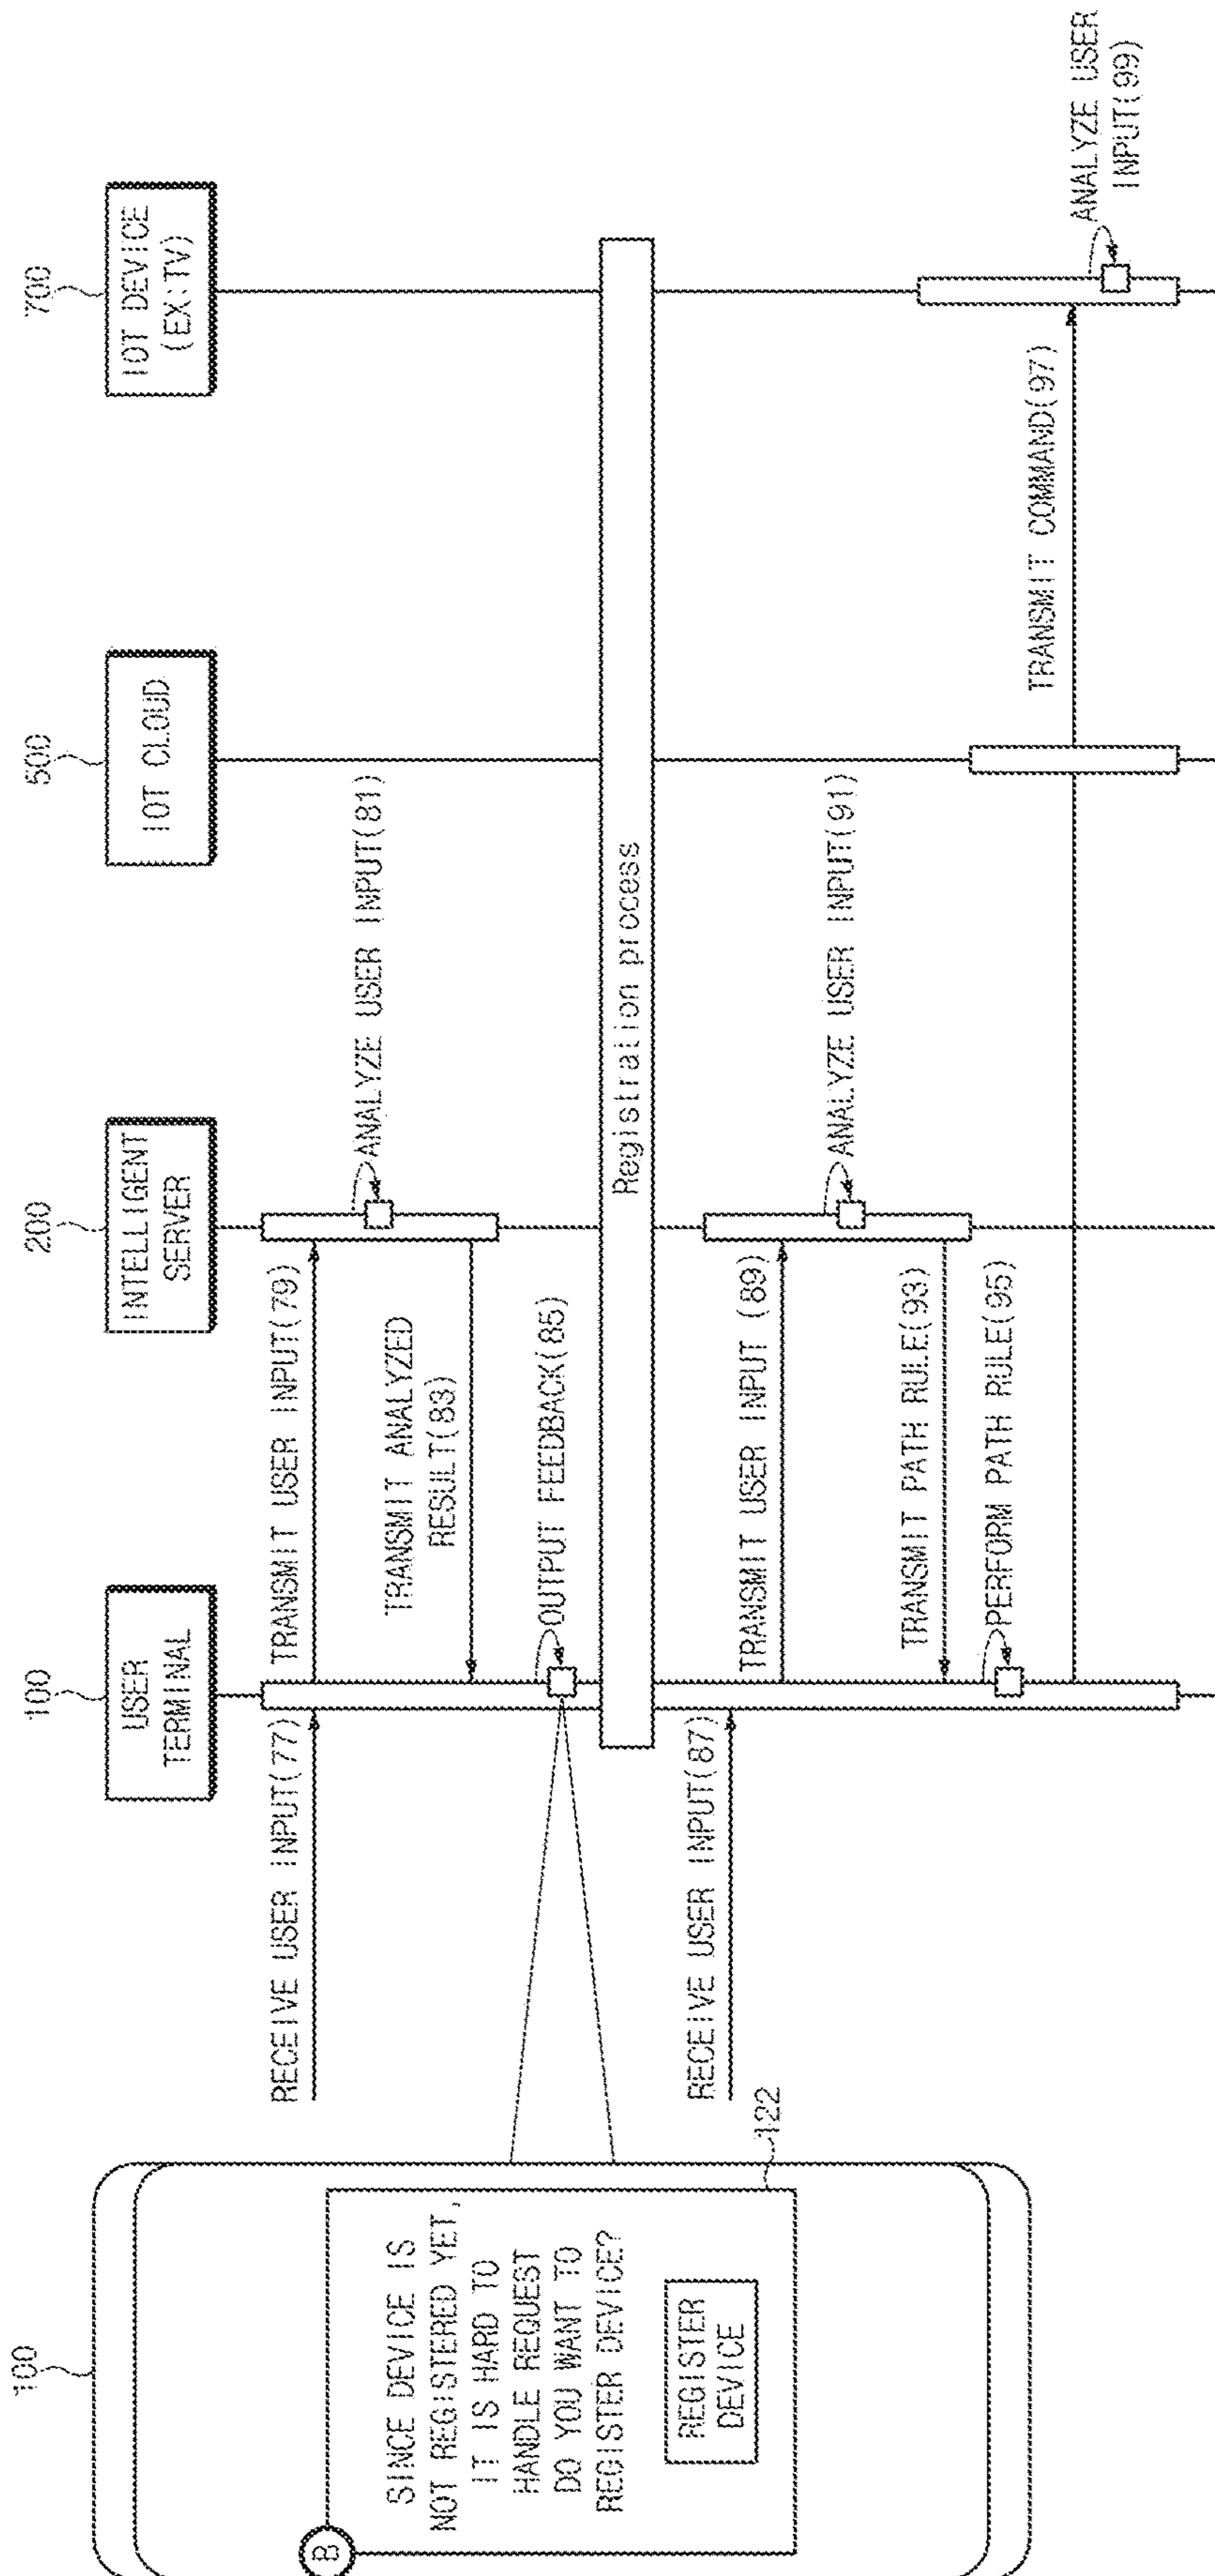 100
USER
TERMINAL
200
INTELLIGENT
SERVER
500
IOT CLOUD
700
IOT DEVICE
(EX:TV)
100
B
SINCE DEVICE IS
NOT REGISTERED YET,
IT IS HARD TO
HANDLE REQUEST
DO YOU WANT TO
REGISTER DEVICE?
REGISTER
DEVICE
122
RECEIVE USER INPUT(77)
TRANSMIT USER INPUT(79)
ANALYZE USER INPUT(81)
TRANSMIT ANALYZED
RESULT(83)
OUTPUT FEEDBACK(85)
Registration process
RECEIVE USER INPUT(87)
TRANSMIT USER INPUT (89)
ANALYZE USER INPUT(91)
TRANSMIT PATH RULE(93)
PERFORM PATH RULE(95)
TRANSMIT COMMAND(97)
ANALYZE USER
INPUT(99)